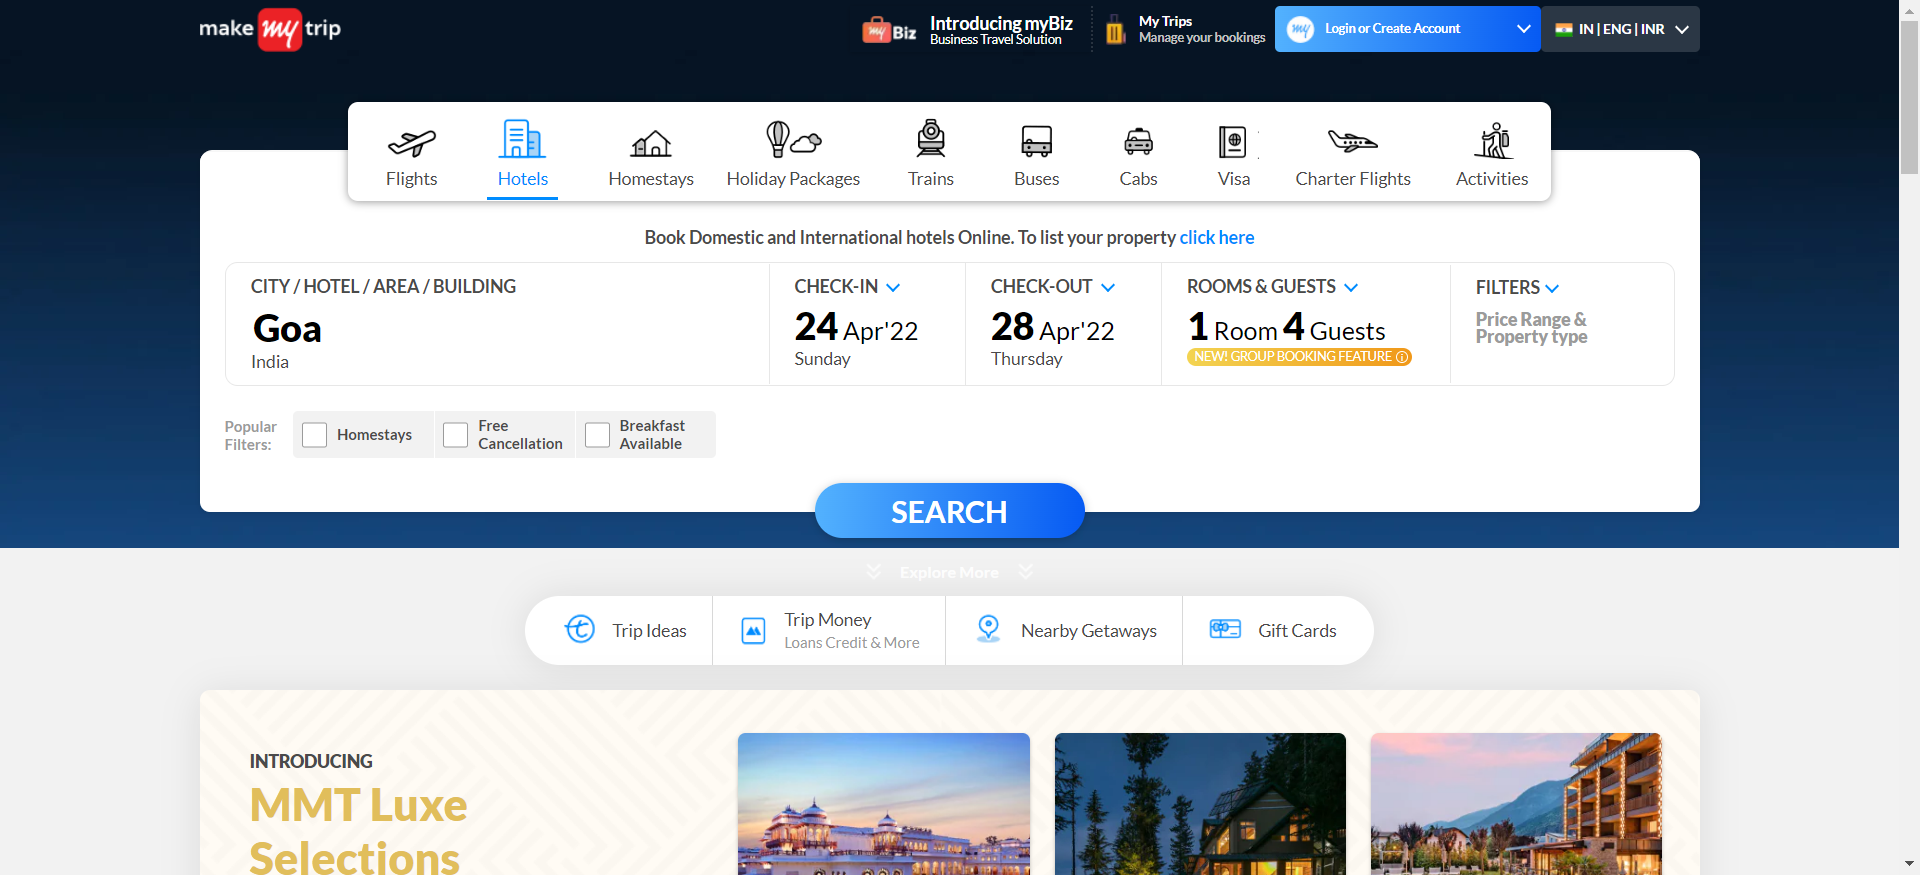 make my trip
my Biz
Introducing myBiz
Business Travel Solution
My Trips
Manage your bookings
my
Login or Create Account
IN | ENG | INR
Flights
Hotels
Homestays
Holiday Packages
Trains
Buses
Cabs
Visa
Charter Flights
Activities
Book Domestic and International hotels Online. To list your property click here
CITY / HOTEL / AREA / BUILDING
Goa
India
CHECK-IN
24 Apr'22
Sunday
CHECK-OUT
28 Apr'22
Thursday
ROOMS & GUESTS
1 Room 4 Guests
NEW! GROUP BOOKING FEATURE
FILTERS
Price Range &
Property type
Popular
Filters:
Homestays
Free
Cancellation
Breakfast
Available
SEARCH
Explore More
Trip Ideas
Trip Money
Loans Credit & More
Nearby Getaways
Gift Cards
INTRODUCING
MMT Luxe
Selections